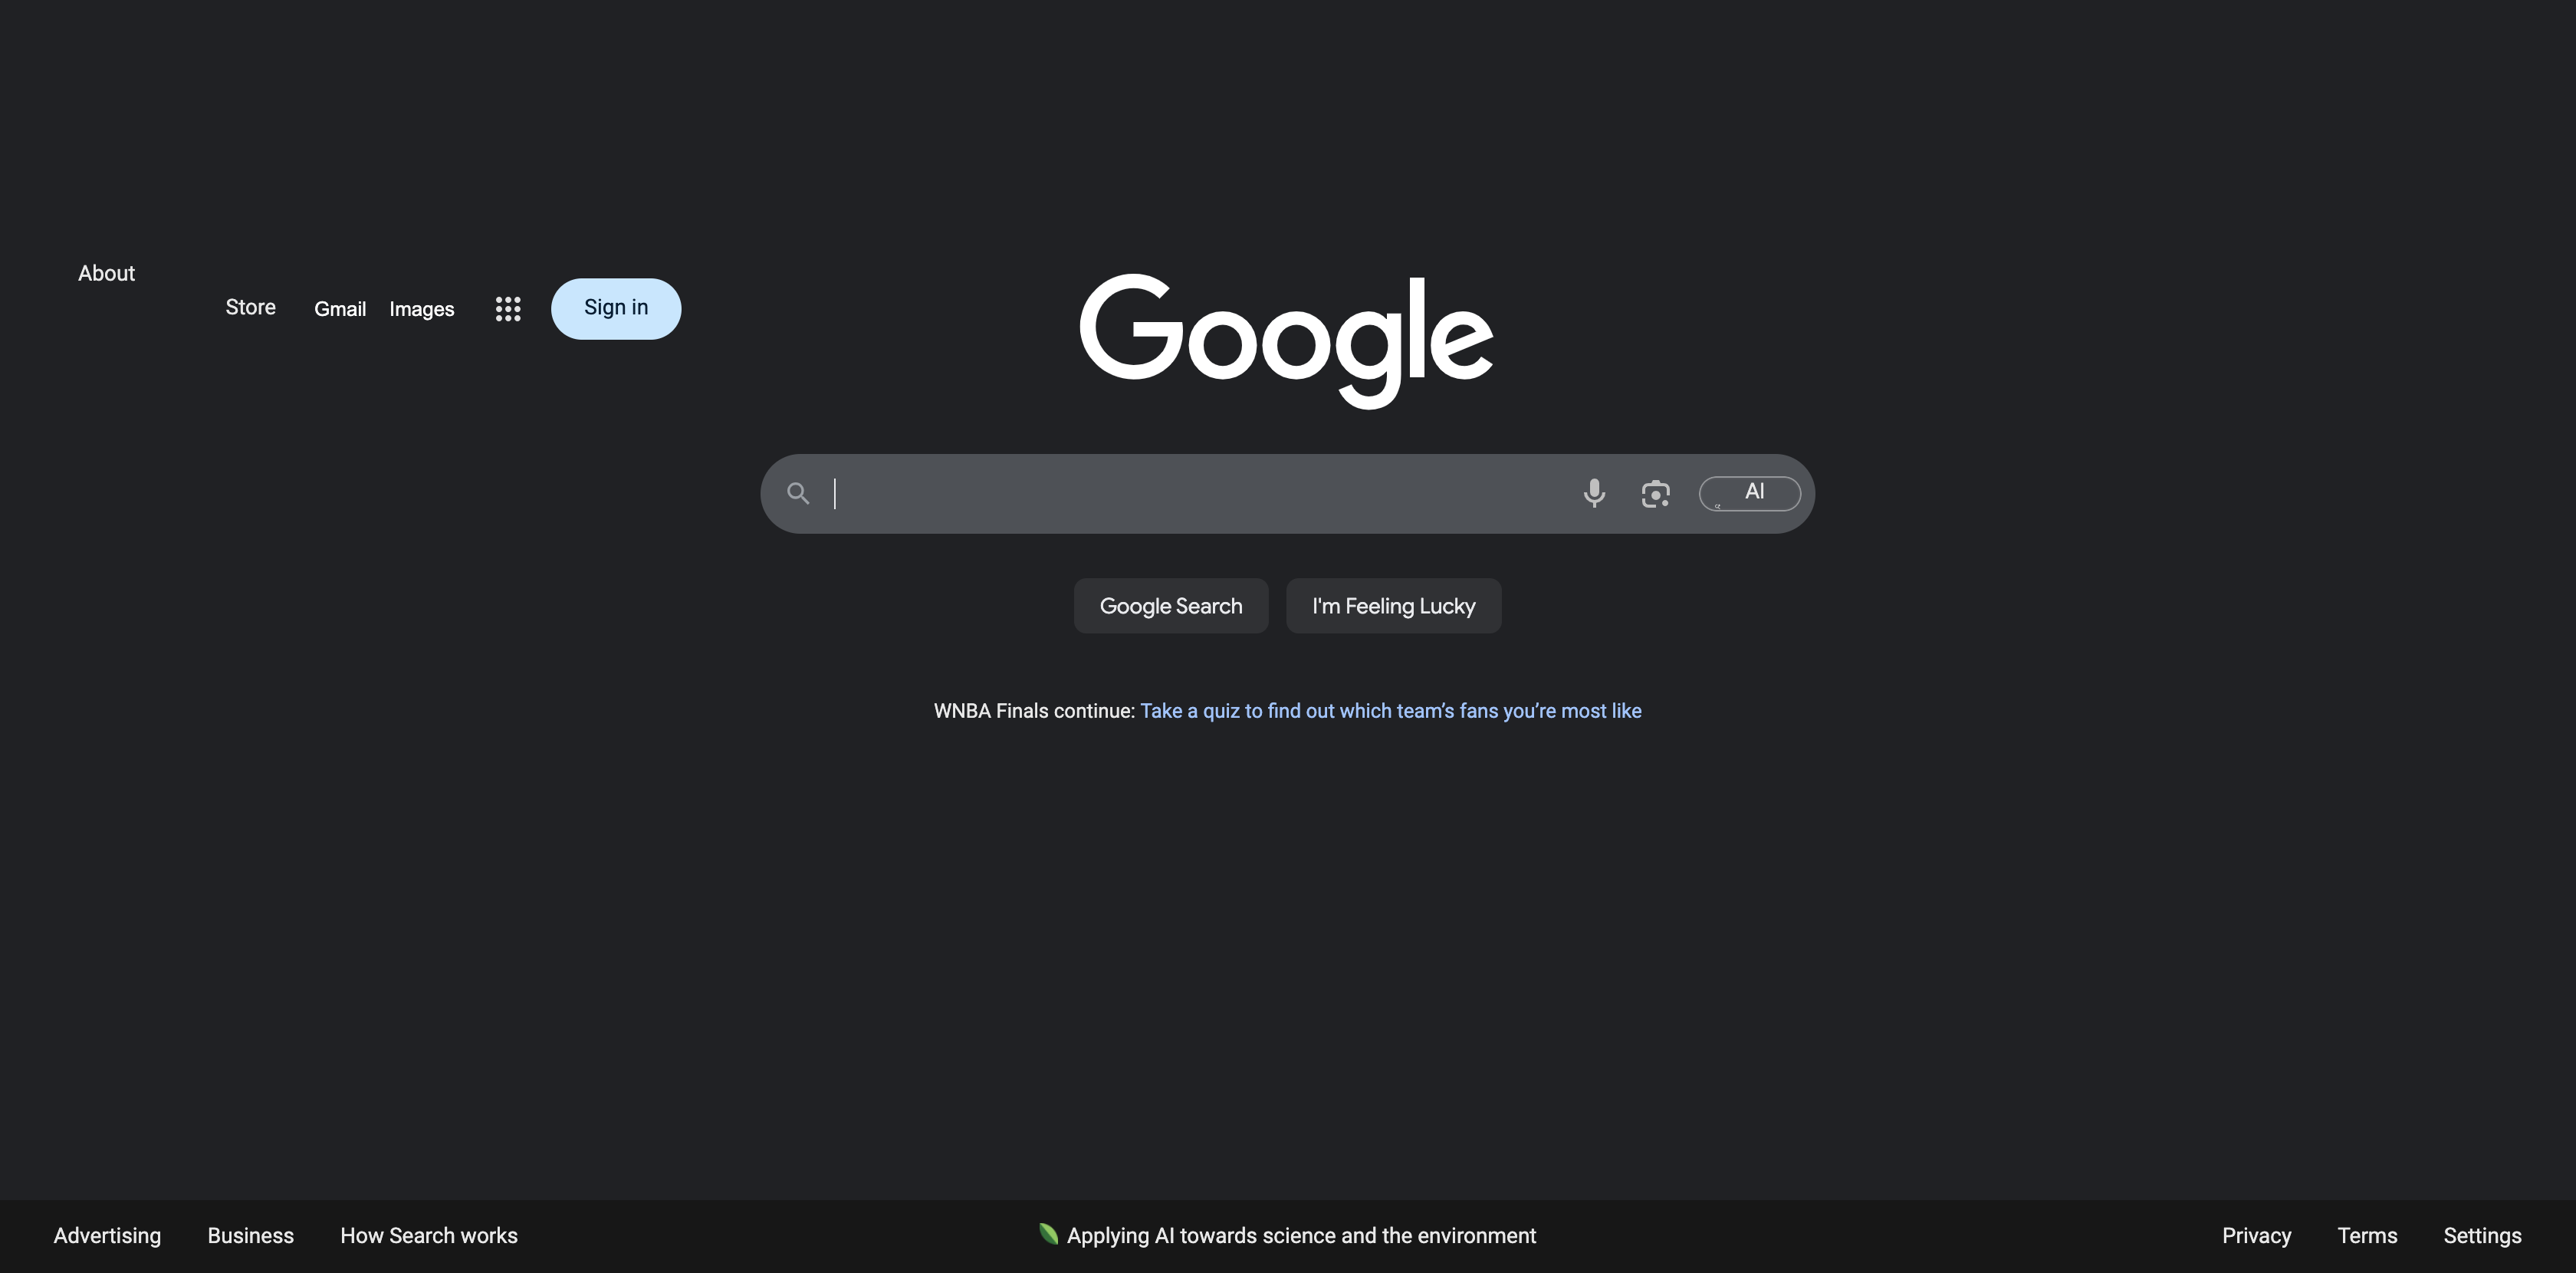 About
Store Gmail Images Sign in
Google
AI
Google Search I'm Feeling Lucky
WNBA Finals continue: Take a quiz to find out which team’s fans you’re most like
Advertising Business How Search works Applying AI towards science and the environment Privacy Terms Settings